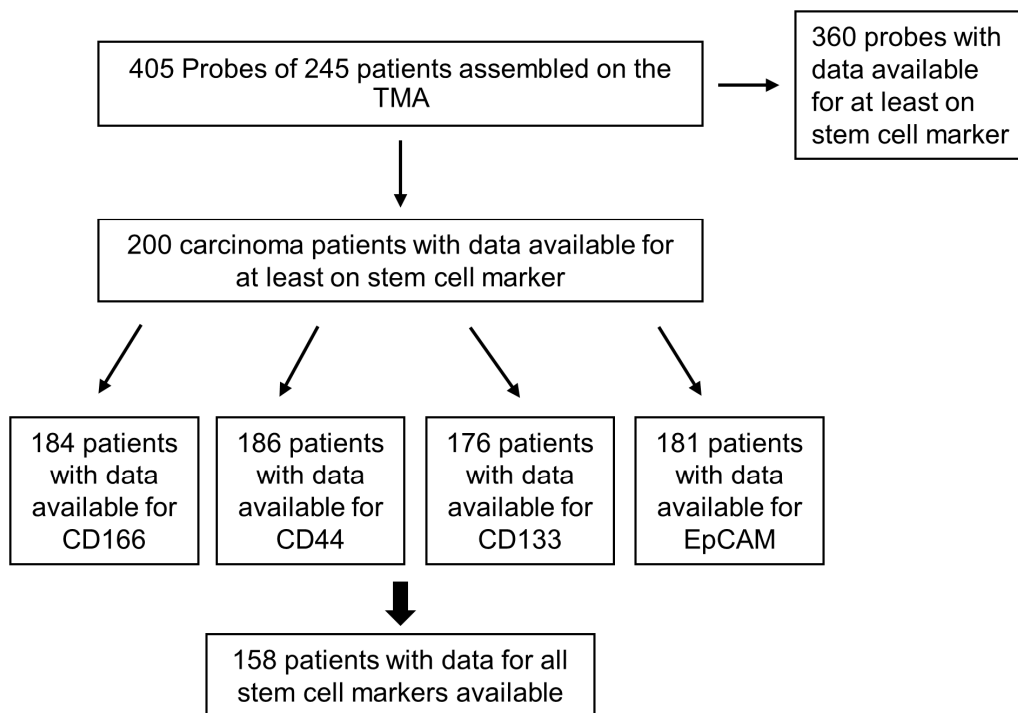 405 Probes of 245 patients assembled on the
TMA
360 probes with
data available
for at least on
stem cell marker
200 carcinoma patients with data available for
at least on stem cell marker
184 patients
with data
available for
CD166
186 patients
with data
available for
CD44
176 patients
with data
available for
CD133
181 patients
with data
available for
EpCAM
158 patients with data for all
stem cell markers available